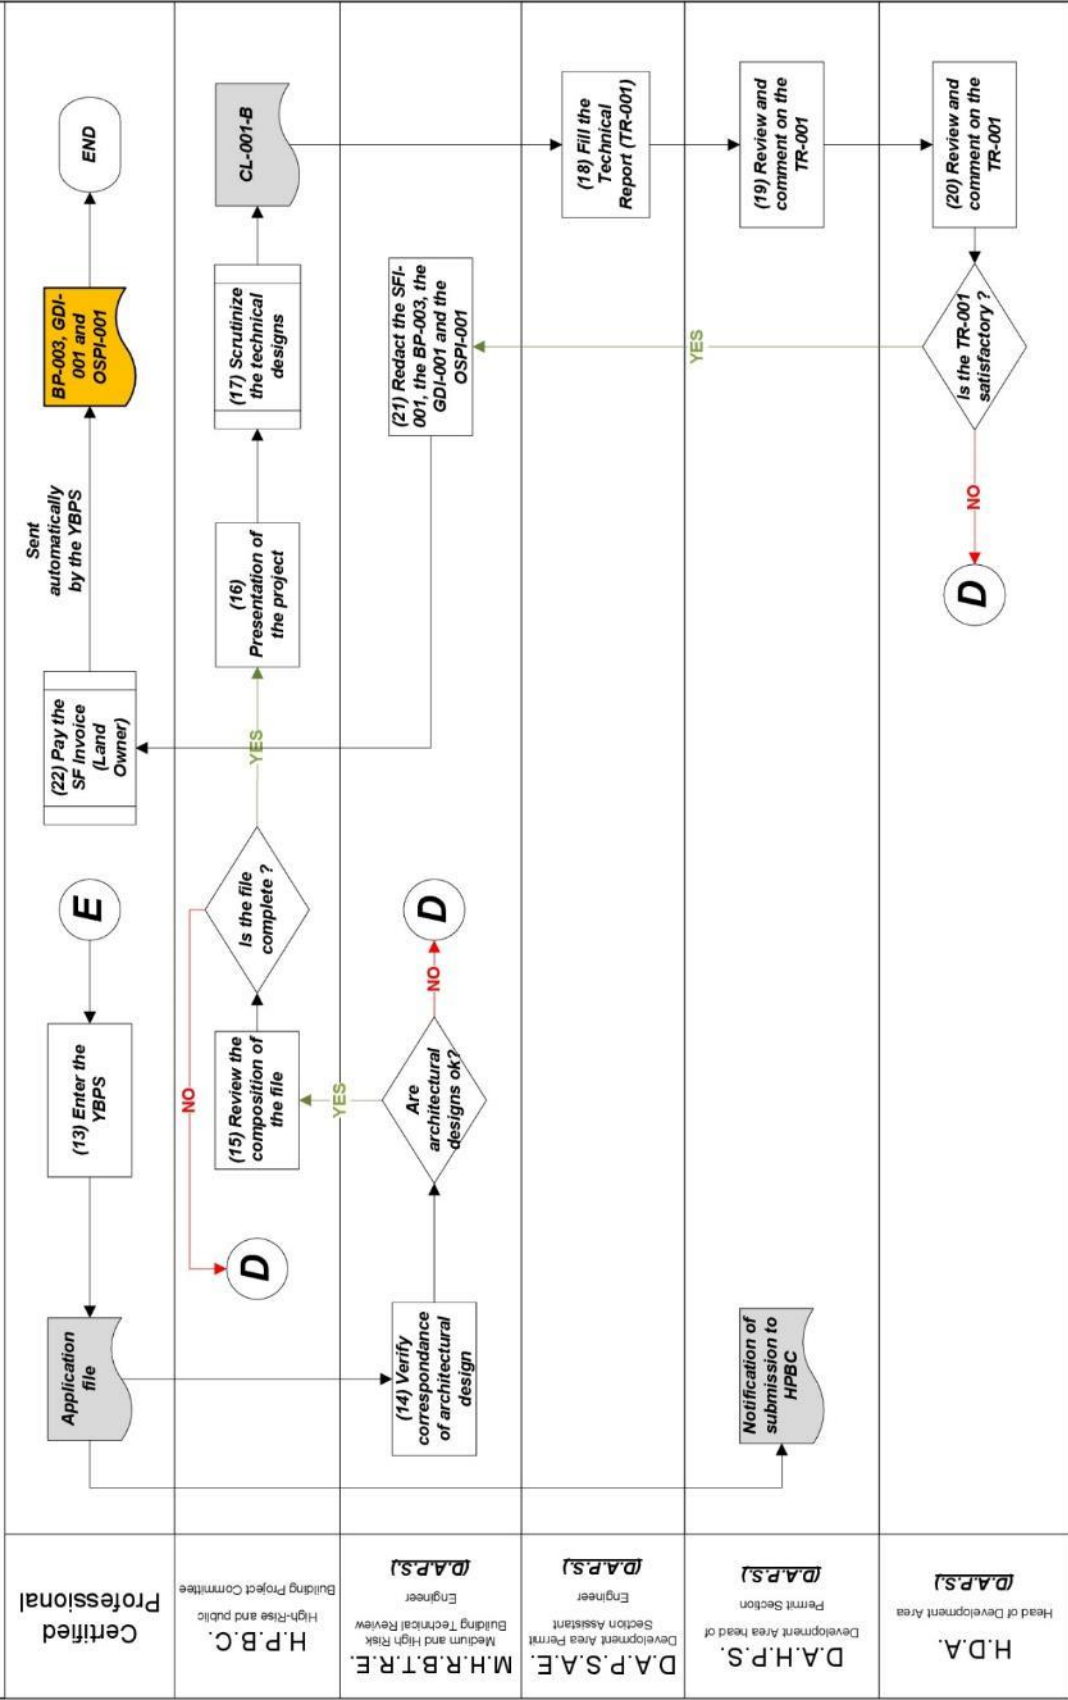 Certified
Professional
E
(13) Enter the
YBPS
Application
file
(22) Pay the
SF Invoice
(Land
Owner)
Sent
automatically
by the YBPS
BP-003, GDI-
001 and
OSPI-001
END
H.P.B.C.
High-Rise and public
Building Project Committee
D
NO
(15) Review the
composition of
the file
Is the file
complete ?
YES
(16)
Presentation of
the project
(17) Scrutinize
the technical
designs
CL-001-B
M.H.R.B.T.R.E.
Medium and High Risk
Building Technical Review
Engineer
(D.A.P.S.)
(14) Verify
correspondance
of architectural
design
Are
architectural
designs ok?
YES
NO
D
(21) Redact the SFI-
001, the BP-003, the
GDI-001 and the
OSPI-001
D.A.P.S.A.E.
Development Area Permit
Section Assistant
Engineer
(D.A.P.S.)
(18) Fill the
Technical
Report (TR-001)
D.A.H.P.S.
Development Area head of
Permit Section
(D.A.P.S.)
Notification of
submission to
HPBC
YES
(19) Review and
comment on the
TR-001
H.D.A.
Head of Development Area
(D.A.P.S.)
D
NO
Is the TR-001
satisfactory ?
(20) Review and
comment on the
TR-001